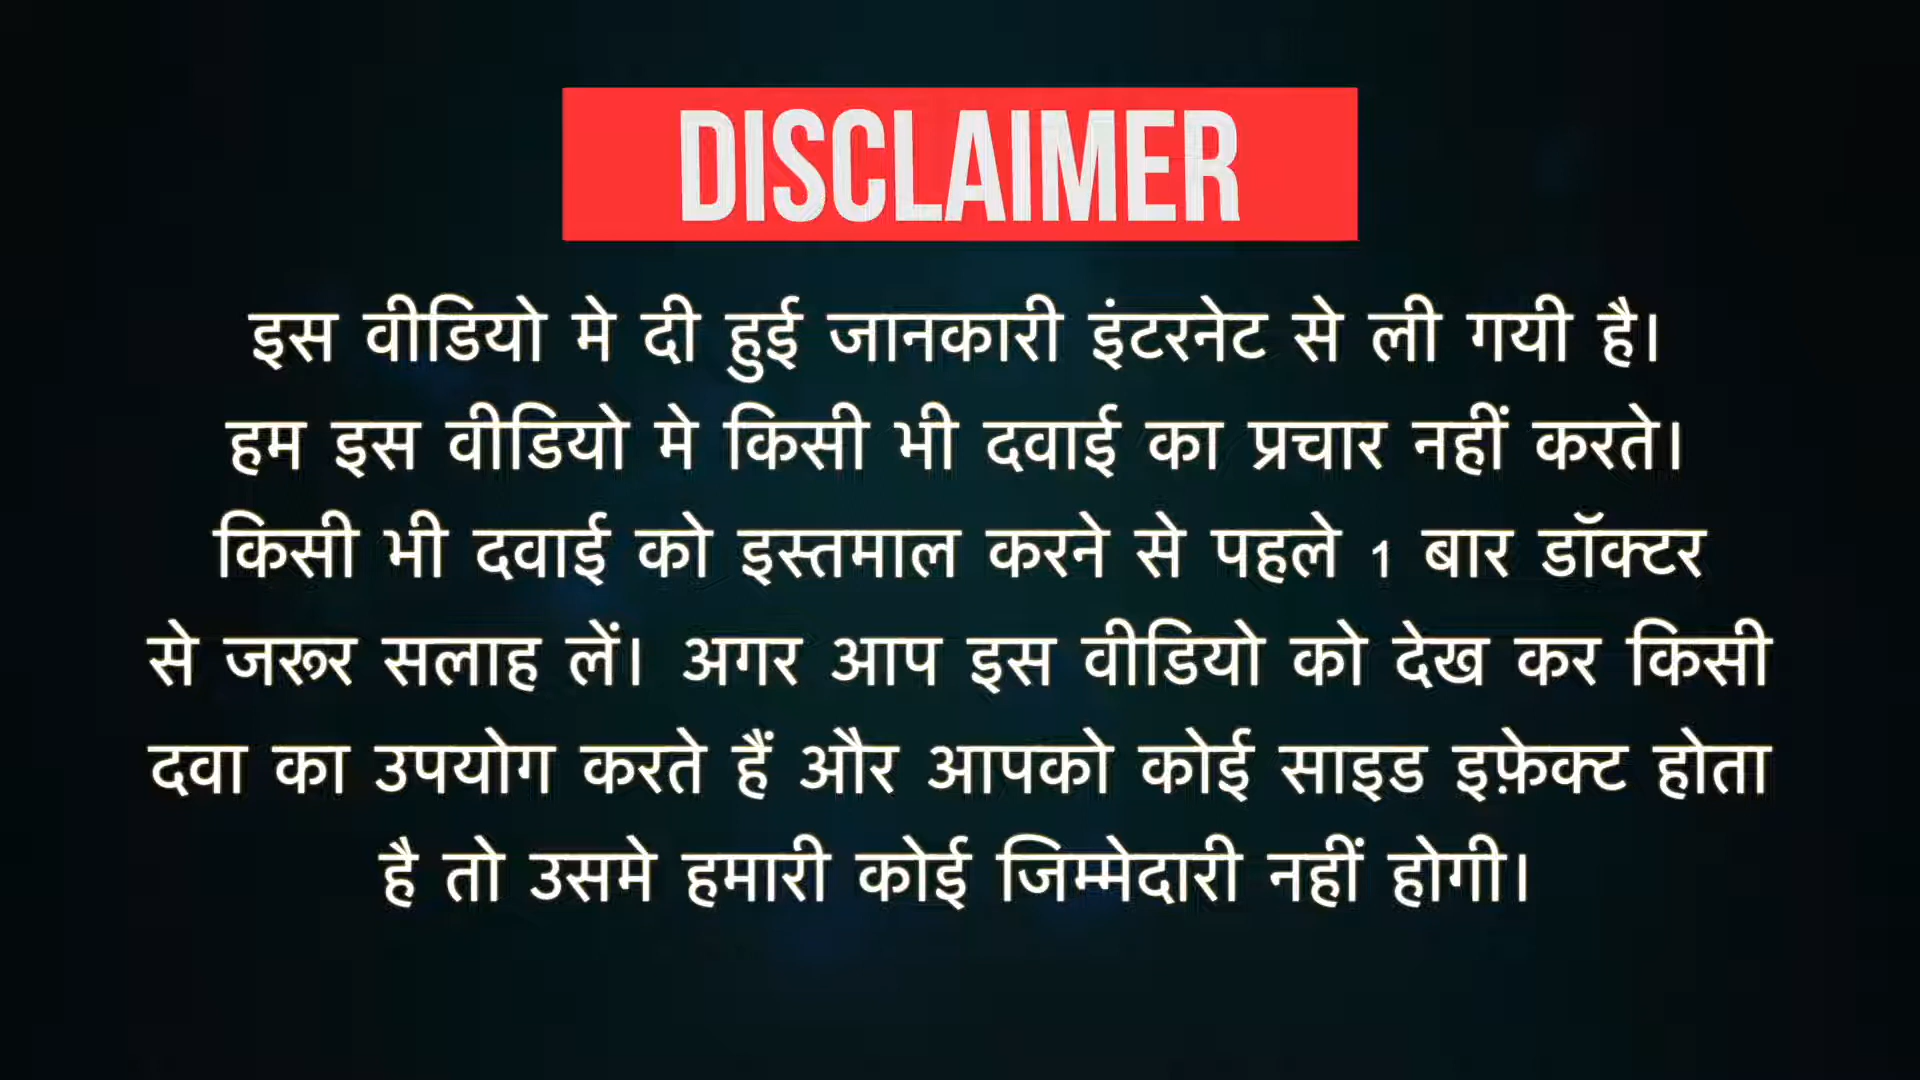 DISCLAIMER
इस वीडियो मे दी हुई जानकारी इंटरनेट से ली गयी है।
हम इस वीडियो मे किसी भी दवाई का प्रचार नहीं करते।
किसी भी दवाई को इस्तमाल करने से पहले 1 बार डॉक्टर
से जरूर सलाह लें। अगर आप इस वीडियो को देख कर किसी
दवा का उपयोग करते हैं और आपको कोई साइड इफ़ेक्ट होता
है तो उसमे हमारी कोई जिम्मेदारी नहीं होगी।